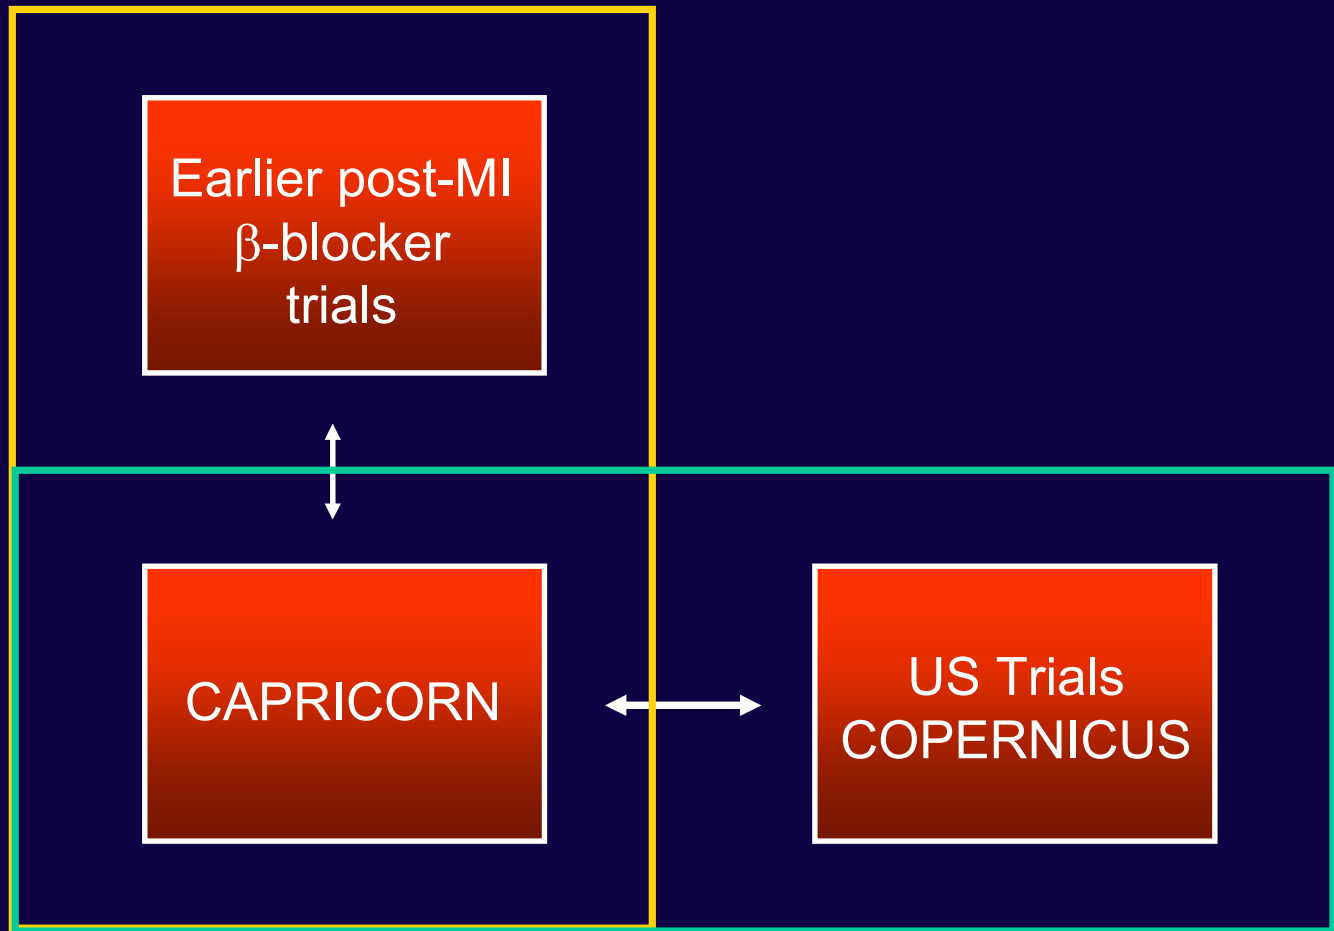 Earlier post-MI
β-blocker
trials
CAPRICORN
US Trials
COPERNICUS